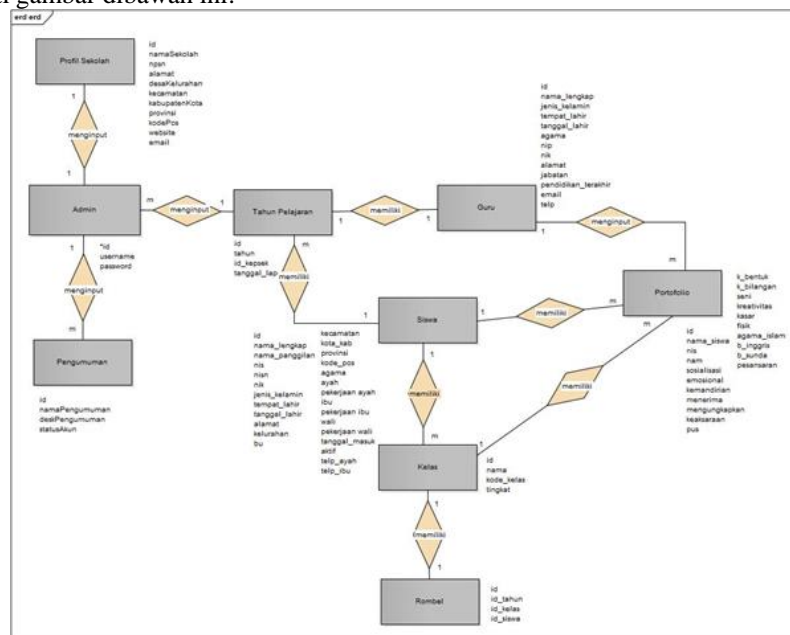 erd erd
Profil Sekolah
id
namaSekolah
npsn
alamat
desaKelurahan
kecamatan
kabupatenKota
provinsi
kodePos
website
email
1
menginput
1
Admin
*id
username
password
m
menginput
1
Tahun Pelajaran
id
tahun
id_kepsek
tanggal_lap
1
memiliki
1
Guru
id
nama_lengkap
jenis_kelamin
tempat_lahir
tanggal_lahir
agama
nip
nik
alamat
jabatan
pendidikan_terakhir
email
telp
1
menginput
m
Portofolio
k_bentuk
k_bilangan
seni
kreativitas
kasar
fisik
agama_islam
b_inggris
b_sunda
pesansaran
id
nama_siswa
nis
nam
sosialisasi
emosional
kemandirian
menerima
mengungkapkan
keaksaraan
pus
1
menginput
m
Pengumuman
id
namaPengumuman
deskPengumuman
statusAkun
m
memiliki
1
Siswa
id
nama_lengkap
nama_panggilan
nis
nisn
nik
jenis_kelamin
tempat_lahir
tanggal_lahir
alamat
kelurahan
bu
kecamatan
kota_kab
provinsi
kode_pos
agama
ayah
pekerjaan ayah
ibu
pekerjaan ibu
wali
pekerjaan wali
tanggal_masuk
aktif
telp_ayah
telp_ibu
1
memiliki
m
1
memiliki
m
m
memiliki
1
Kelas
id
nama
kode_kelas
tingkat
1
memiliki
1
Rombel
id
id_tahun
id_kelas
id_siswa